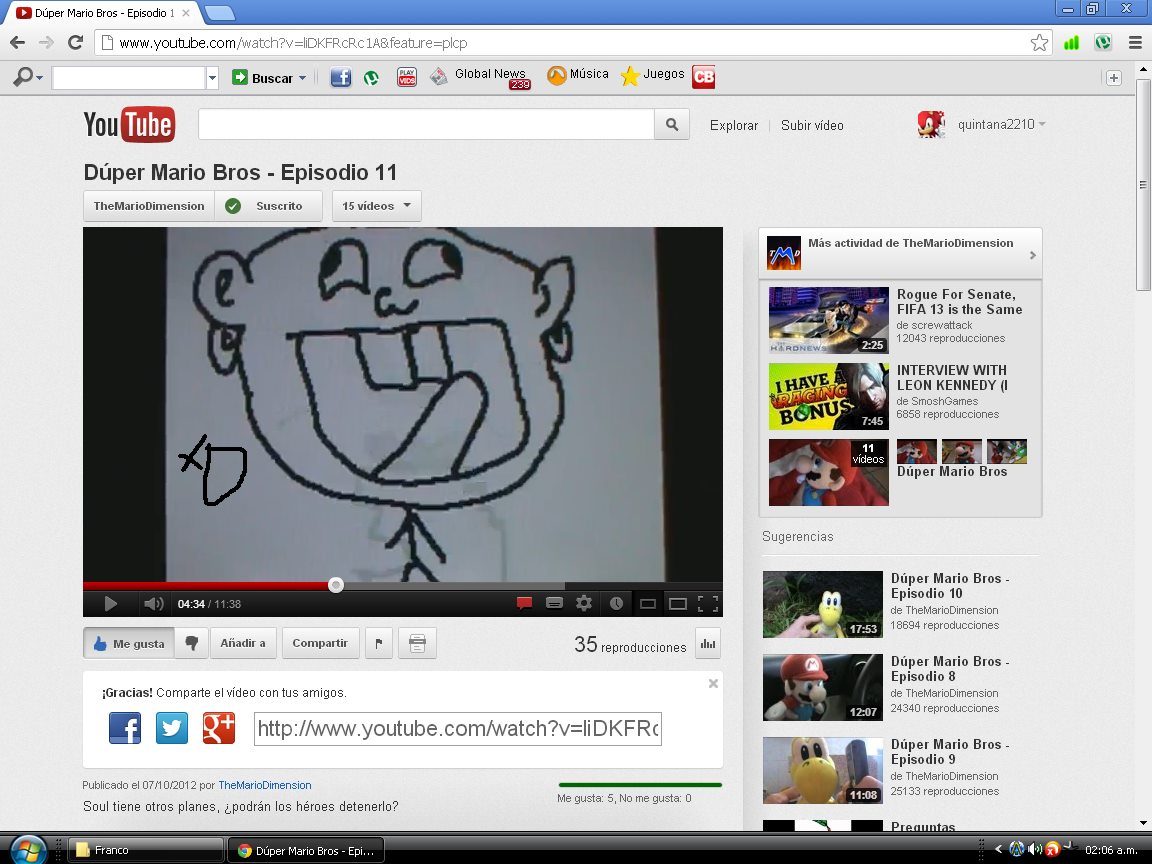 Dúper Mario Bros - Episodio 1
www.youtube.com/watch?v=liDKFRcRc1A&feature=plcp
Buscar
PLAY VIDS
Global News
239
Música
Juegos
CB
YouTube
Explorar
Subir vídeo
quintana2210
Dúper Mario Bros - Episodio 11
TheMarioDimension
Suscrito
15 vídeos
XD
04:34 / 11:38
Me gusta
Añadir a
Compartir
35 reproducciones
¡Gracias! Comparte el vídeo con tus amigos.
http://www.youtube.com/watch?v=liDKFRc
Publicado el 07/10/2012 por TheMarioDimension
Me gusta: 5, No me gusta: 0
Soul tiene otros planes, ¿podrán los héroes detenerlo?
TMD
Más actividad de TheMarioDimension
HARDNEWS
2:25
Rogue For Senate,
FIFA 13 is the Same
de screwattack
12043 reproducciones
I HAVE A
RAGING
BONUS
7:45
INTERVIEW WITH
LEON KENNEDY (I
de SmoshGames
6858 reproducciones
11
vídeos
Dúper Mario Bros
Sugerencias
17:53
Dúper Mario Bros -
Episodio 10
de TheMarioDimension
18694 reproducciones
12:07
Dúper Mario Bros -
Episodio 8
de TheMarioDimension
24340 reproducciones
11:08
Dúper Mario Bros -
Episodio 9
de TheMarioDimension
25133 reproducciones
Preguntas
Franco
Dúper Mario Bros - Epi...
02:06 a.m.